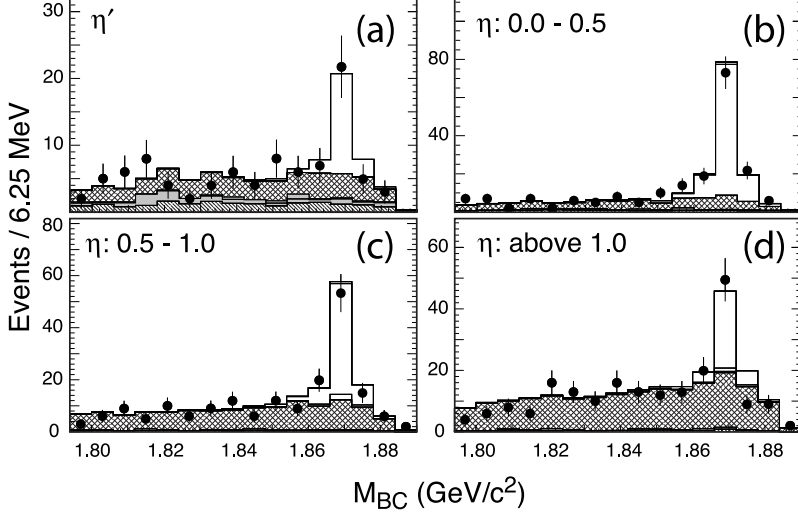 η′ (a)
η: 0.0 - 0.5 (b)
30
20
10
80
40
η: 0.5 - 1.0 (c)
η: above 1.0 (d)
80
60
40
20
0
60
40
20
0
Events / 6.25 MeV
1.80 1.82 1.84 1.86 1.88
1.80 1.82 1.84 1.86 1.88
M_BC (GeV/c²)